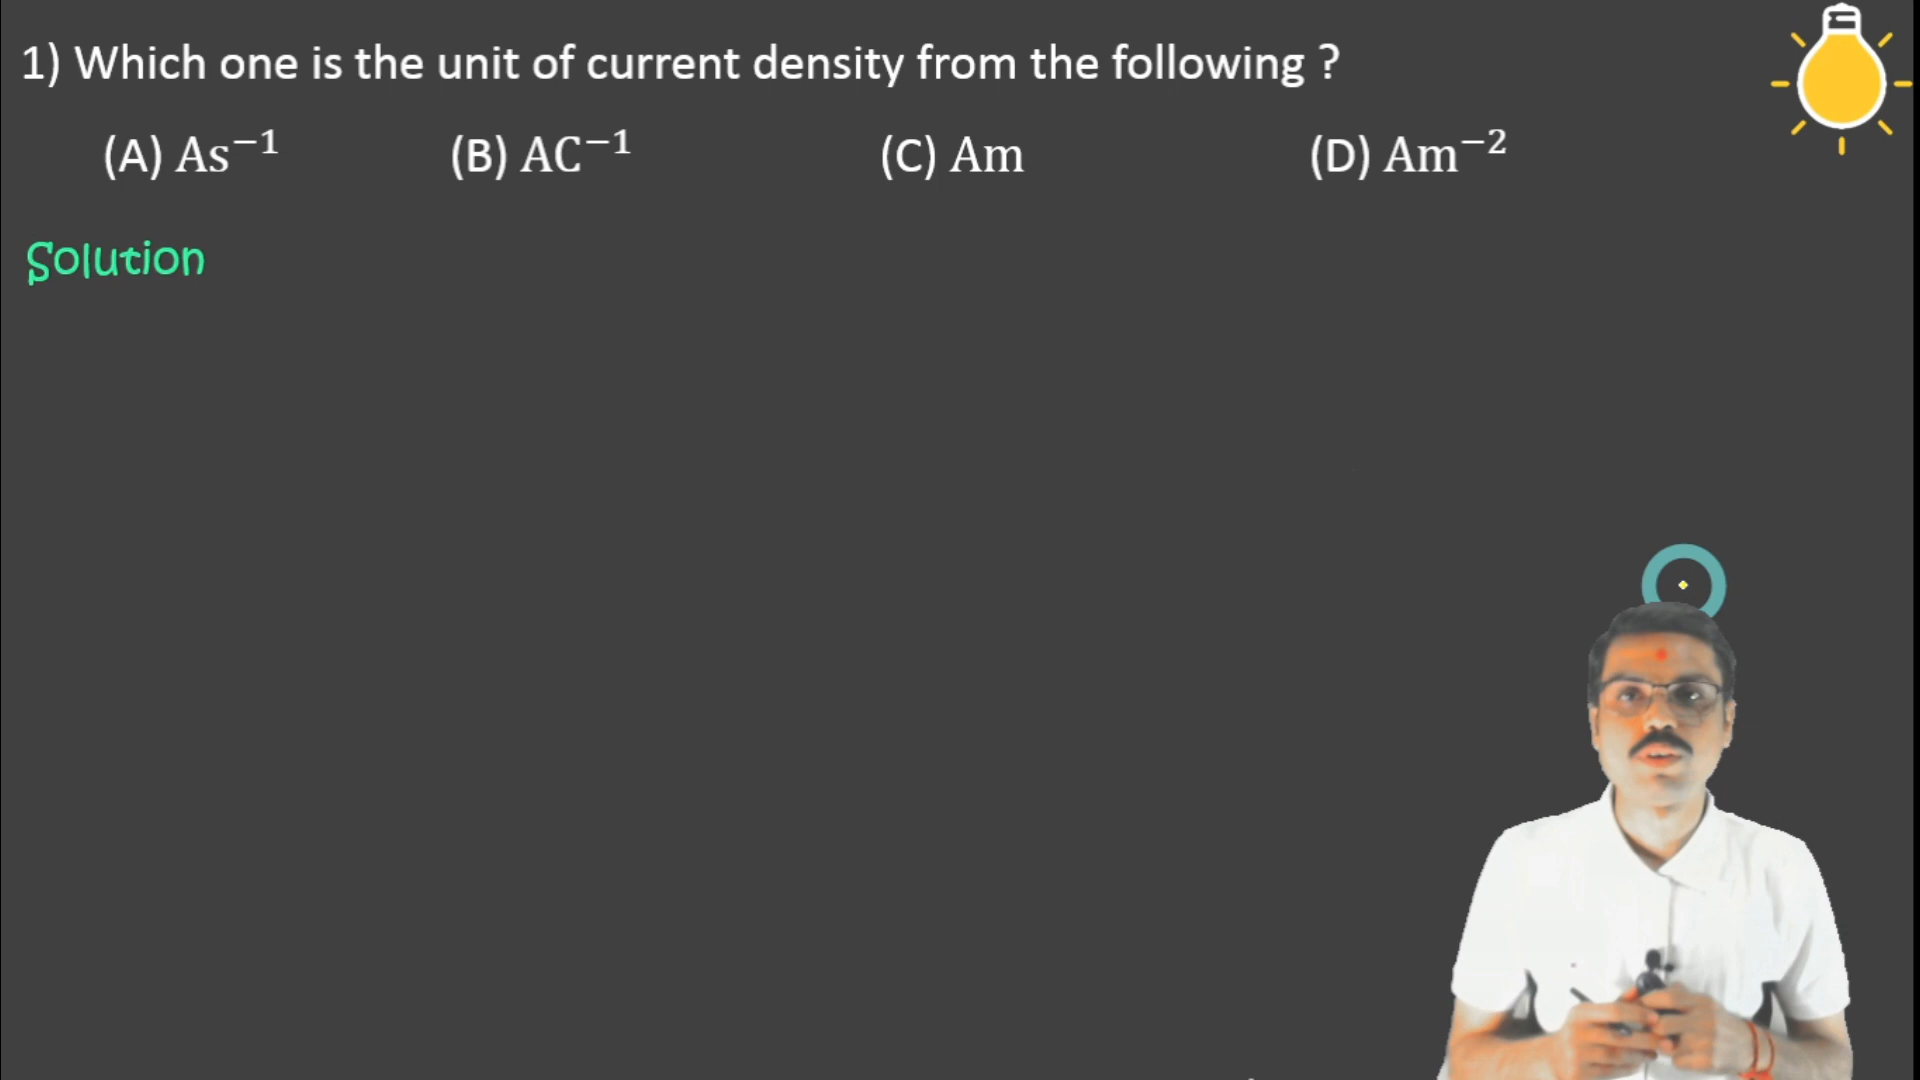 1) Which one is the unit of current density from the following ?
(A) As⁻¹ (B) AC⁻¹ (C) Am (D) Am⁻²
Solution